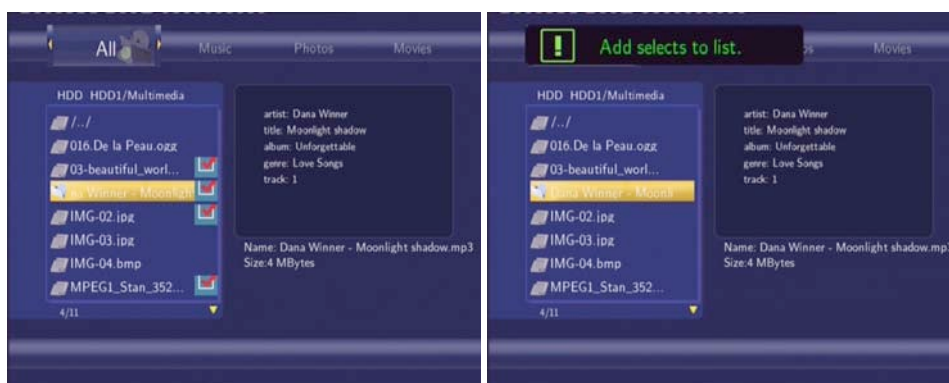 All Music Photos Movies
HDD HDD1/Multimedia
/../
016.De la Peau.ogg
03-beautiful_worl...
Winner - Moonligh
IMG-02.jpg
IMG-03.jpg
IMG-04.bmp
MPEG1_Stan_352...
4/11
artist: Dana Winner
title: Moonlight shadow
album: Unforgettable
genre: Love Songs
track: 1
Name: Dana Winner - Moonlight shadow.mp3
Size:4 MBytes
Add selects to list.
Movies
HDD HDD1/Multimedia
/../
016.De la Peau.ogg
03-beautiful_worl...
Dana Winner - Moonli
IMG-02.jpg
IMG-03.jpg
IMG-04.bmp
MPEG1_Stan_352...
4/11
artist: Dana Winner
title: Moonlight shadow
album: Unforgettable
genre: Love Songs
track: 1
Name: Dana Winner - Moonlight shadow.mp
Size:4 MBytes